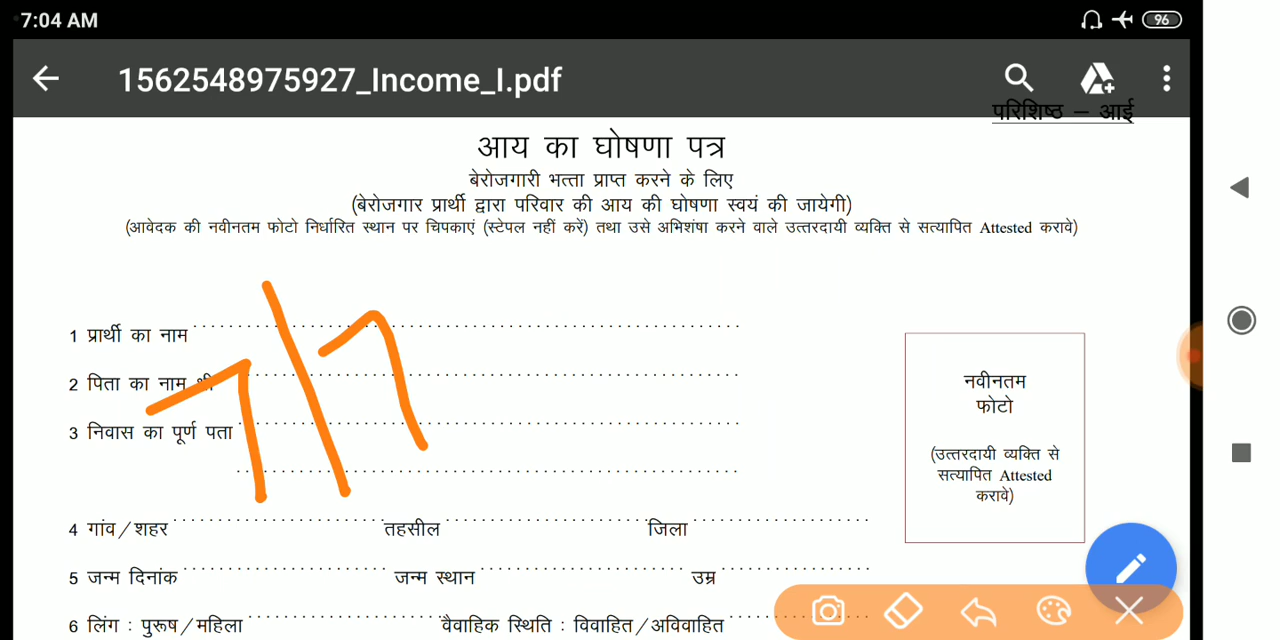 7:04 AM 96
1562548975927_Income_I.pdf
परिशिष्ठ – आई
आय का घोषणा पत्र
बेरोजगारी भत्ता प्राप्त करने के लिए
(बेरोजगार प्रार्थी द्वारा परिवार की आय की घोषणा स्वयं की जायेगी)
(आवेदक की नवीनतम फोटो निर्धारित स्थान पर चिपकाएं (स्टेपल नहीं करें) तथा उसे अभिशंषा करने वाले उत्तरदायी व्यक्ति से सत्यापित Attested करावे)
1 प्रार्थी का नाम
2 पिता का नाम श्री
3 निवास का पूर्ण पता
नवीनतम
फोटो
(उत्तरदायी व्यक्ति से
सत्यापित Attested
करावे)
4 गांव/शहर तहसील जिला
5 जन्म दिनांक जन्म स्थान उम्र
6 लिंग : पुरूष/महिला वैवाहिक स्थिति : विवाहित/अविवाहित